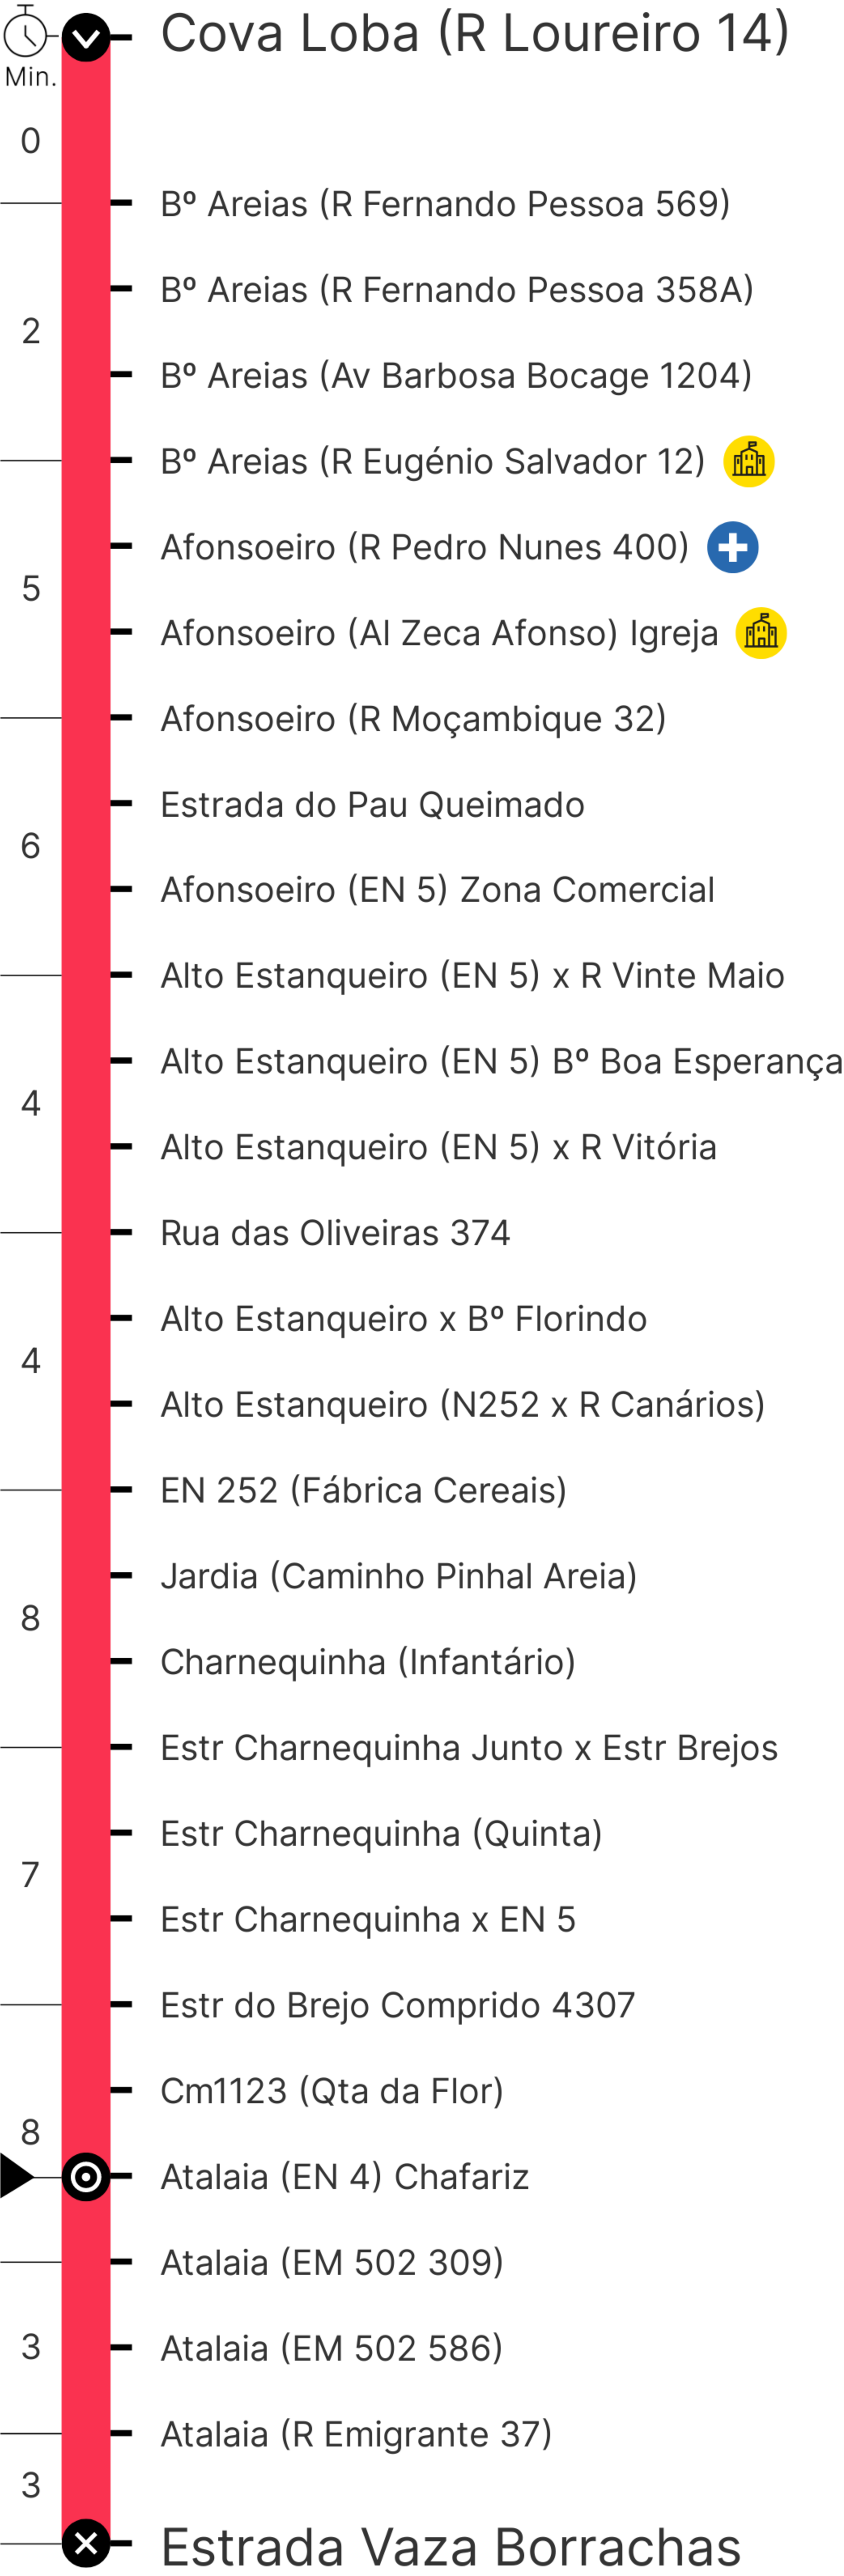 Cova Loba (R Loureiro 14)
Min.
0
Bº Areias (R Fernando Pessoa 569)
Bº Areias (R Fernando Pessoa 358A)
2
Bº Areias (Av Barbosa Bocage 1204)
Bº Areias (R Eugénio Salvador 12)
Afonsoeiro (R Pedro Nunes 400)
5
Afonsoeiro (Al Zeca Afonso) Igreja
Afonsoeiro (R Moçambique 32)
Estrada do Pau Queimado
6
Afonsoeiro (EN 5) Zona Comercial
Alto Estanqueiro (EN 5) x R Vinte Maio
Alto Estanqueiro (EN 5) Bº Boa Esperança
4
Alto Estanqueiro (EN 5) x R Vitória
Rua das Oliveiras 374
Alto Estanqueiro x Bº Florindo
4
Alto Estanqueiro (N252 x R Canários)
EN 252 (Fábrica Cereais)
Jardia (Caminho Pinhal Areia)
8
Charnequinha (Infantário)
Estr Charnequinha Junto x Estr Brejos
Estr Charnequinha (Quinta)
7
Estr Charnequinha x EN 5
Estr do Brejo Comprido 4307
Cm1123 (Qta da Flor)
8
Atalaia (EN 4) Chafariz
Atalaia (EM 502 309)
3
Atalaia (EM 502 586)
Atalaia (R Emigrante 37)
3
Estrada Vaza Borrachas